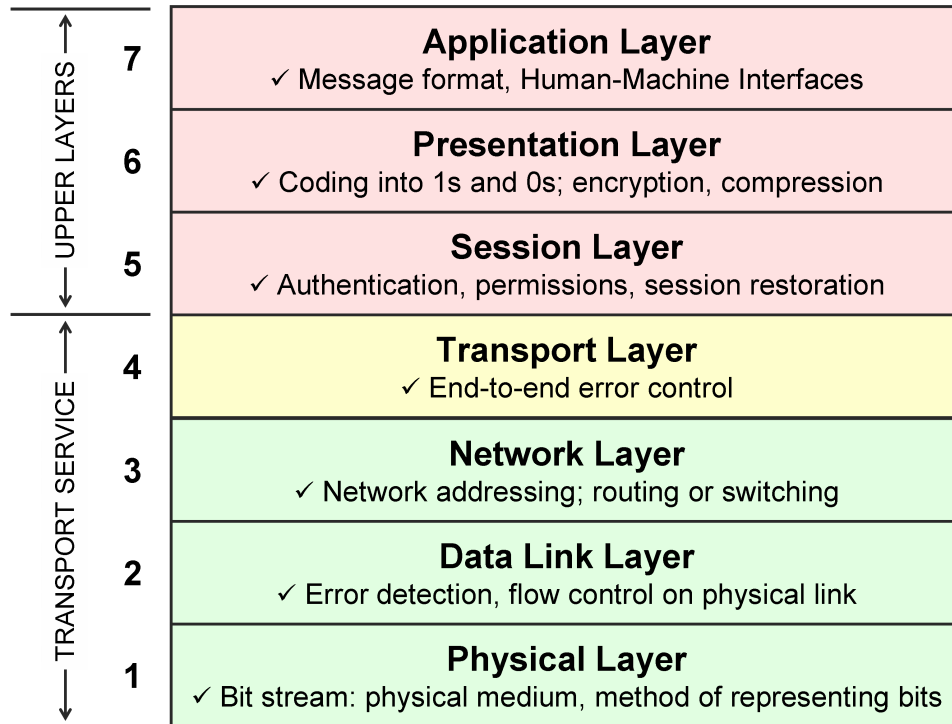 UPPER LAYERS
7
Application Layer
✓ Message format, Human-Machine Interfaces
6
Presentation Layer
✓ Coding into 1s and 0s; encryption, compression
5
Session Layer
✓ Authentication, permissions, session restoration
TRANSPORT SERVICE
4
Transport Layer
✓ End-to-end error control
3
Network Layer
✓ Network addressing; routing or switching
2
Data Link Layer
✓ Error detection, flow control on physical link
1
Physical Layer
✓ Bit stream: physical medium, method of representing bits